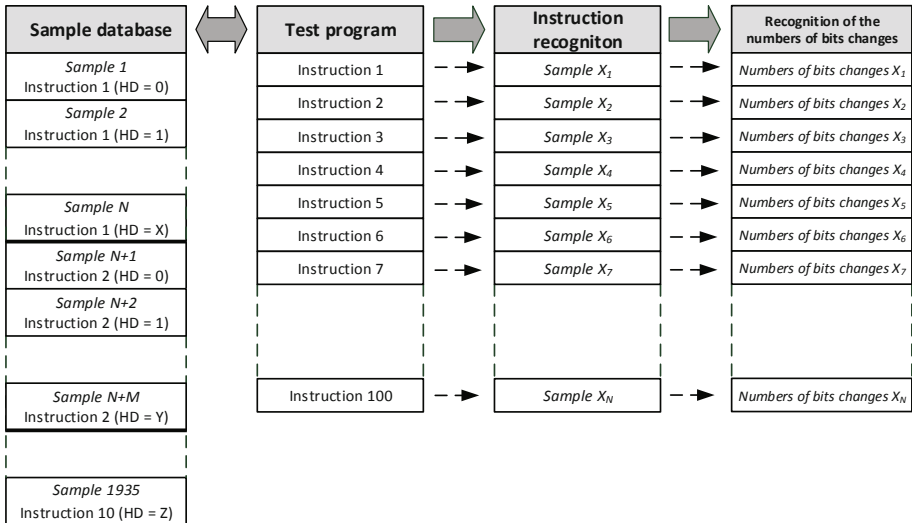 Sample database
Sample 1
Instruction 1 (HD = 0)
Sample 2
Instruction 1 (HD = 1)
Sample N
Instruction 1 (HD = X)
Sample N+1
Instruction 2 (HD = 0)
Sample N+2
Instruction 2 (HD = 1)
Sample N+M
Instruction 2 (HD = Y)
Sample 1935
Instruction 10 (HD = Z)
Test program
Instruction 1
Instruction 2
Instruction 3
Instruction 4
Instruction 5
Instruction 6
Instruction 7
Instruction 100
Instruction
recogniton
Sample X₁
Sample X₂
Sample X₃
Sample X₄
Sample X₅
Sample X₆
Sample X₇
Sample X_N
Recognition of the
numbers of bits changes
Numbers of bits changes X₁
Numbers of bits changes X₂
Numbers of bits changes X₃
Numbers of bits changes X₄
Numbers of bits changes X₅
Numbers of bits changes X₆
Numbers of bits changes X₇
Numbers of bits changes X_N